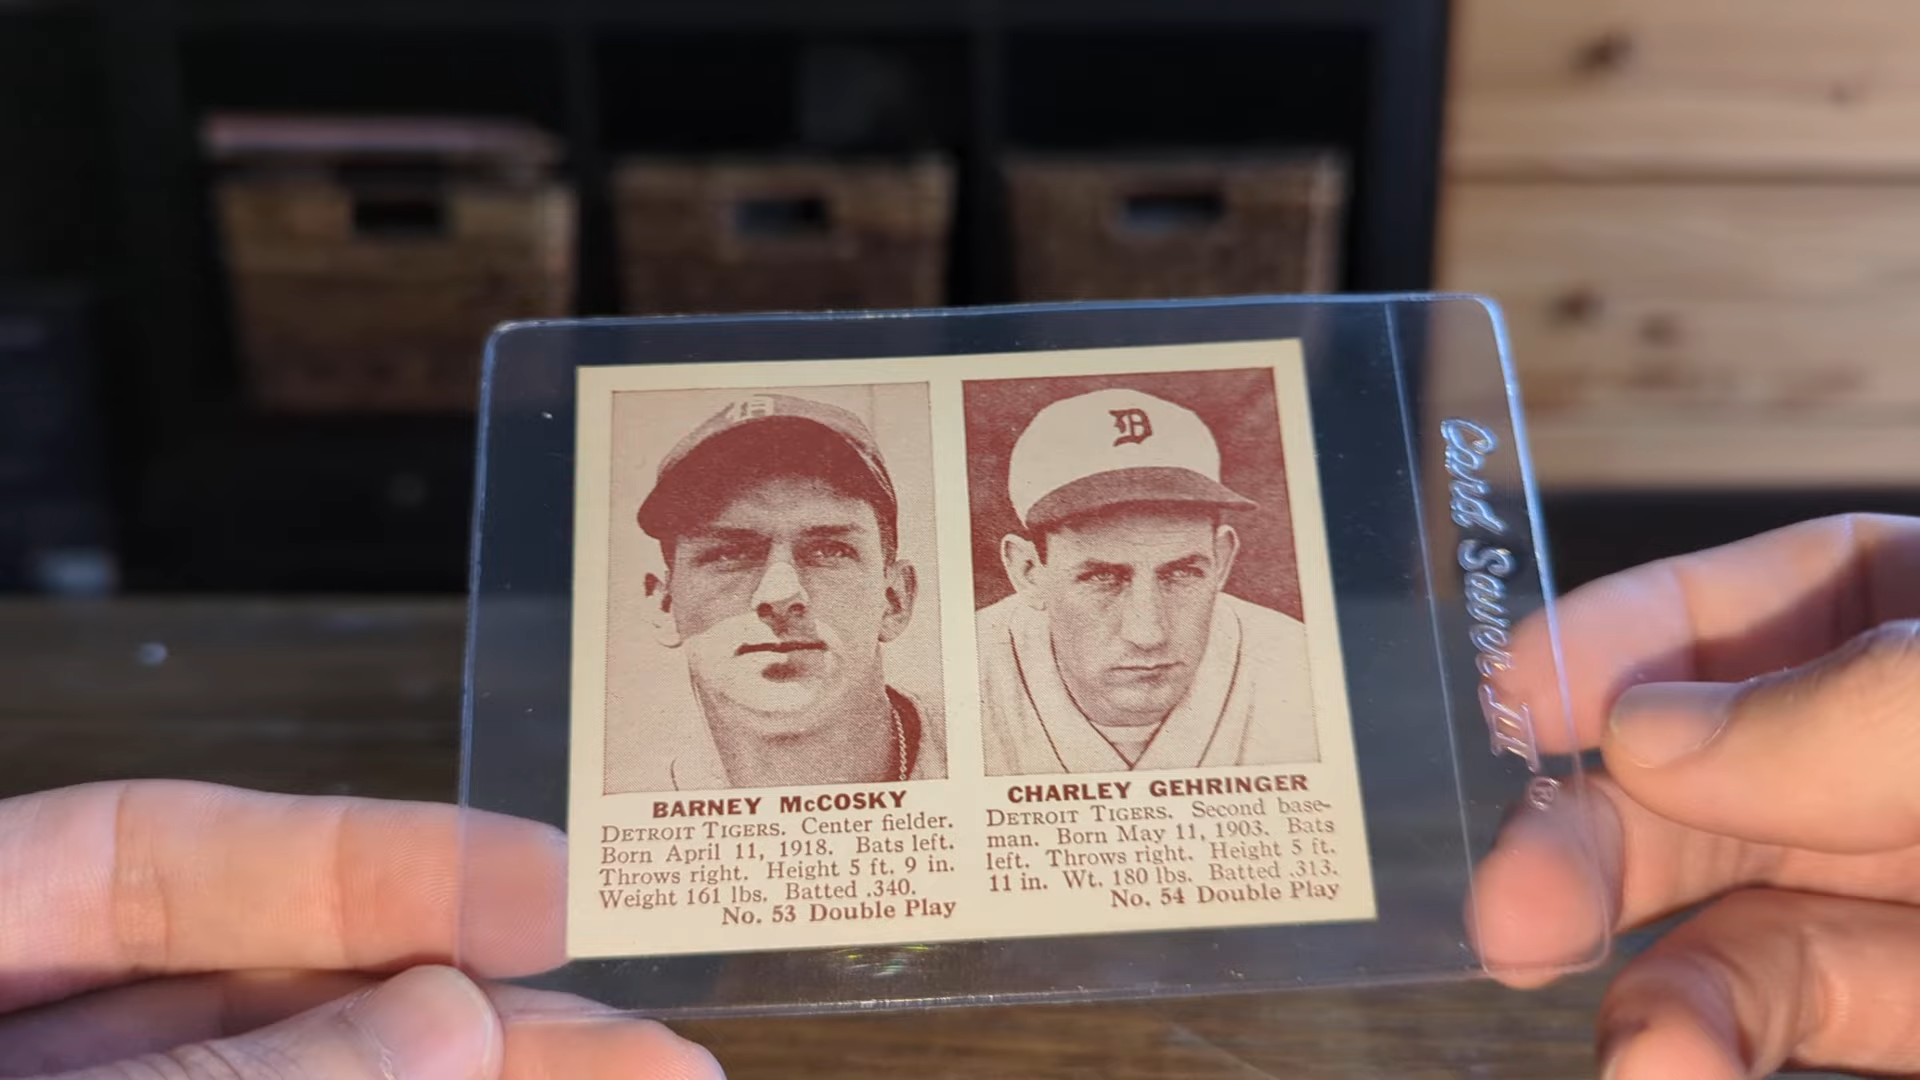 D
D
BARNEY McCOSKY
DETROIT TIGERS. Center fielder.
Born April 11, 1918. Bats left.
Throws right. Height 5 ft. 9 in.
Weight 161 lbs. Batted .340.
No. 53 Double Play
CHARLEY GEHRINGER
DETROIT TIGERS. Second base-
man. Born May 11, 1903. Bats
left. Throws right. Height 5 ft.
11 in. Wt. 180 lbs. Batted .313.
No. 54 Double Play
Card Saver III ®